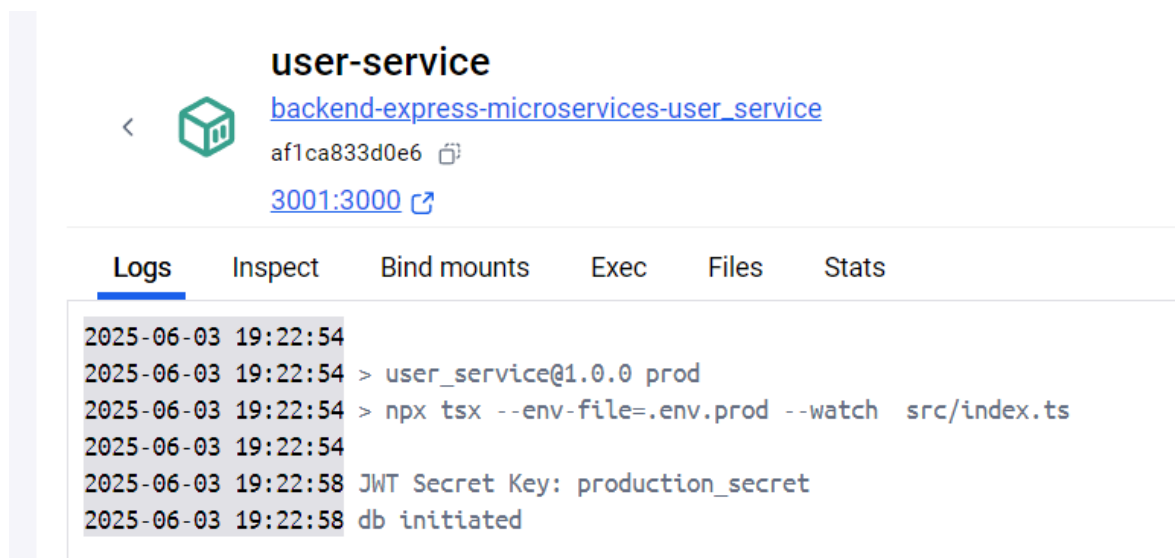 user-service
backend-express-microservices-user_service
af1ca833d0e6
3001:3000
Logs Inspect Bind mounts Exec Files Stats
2025-06-03 19:22:54
2025-06-03 19:22:54 > user_service@1.0.0 prod
2025-06-03 19:22:54 > npx tsx --env-file=.env.prod --watch  src/index.ts
2025-06-03 19:22:54
2025-06-03 19:22:58 JWT Secret Key: production_secret
2025-06-03 19:22:58 db initiated